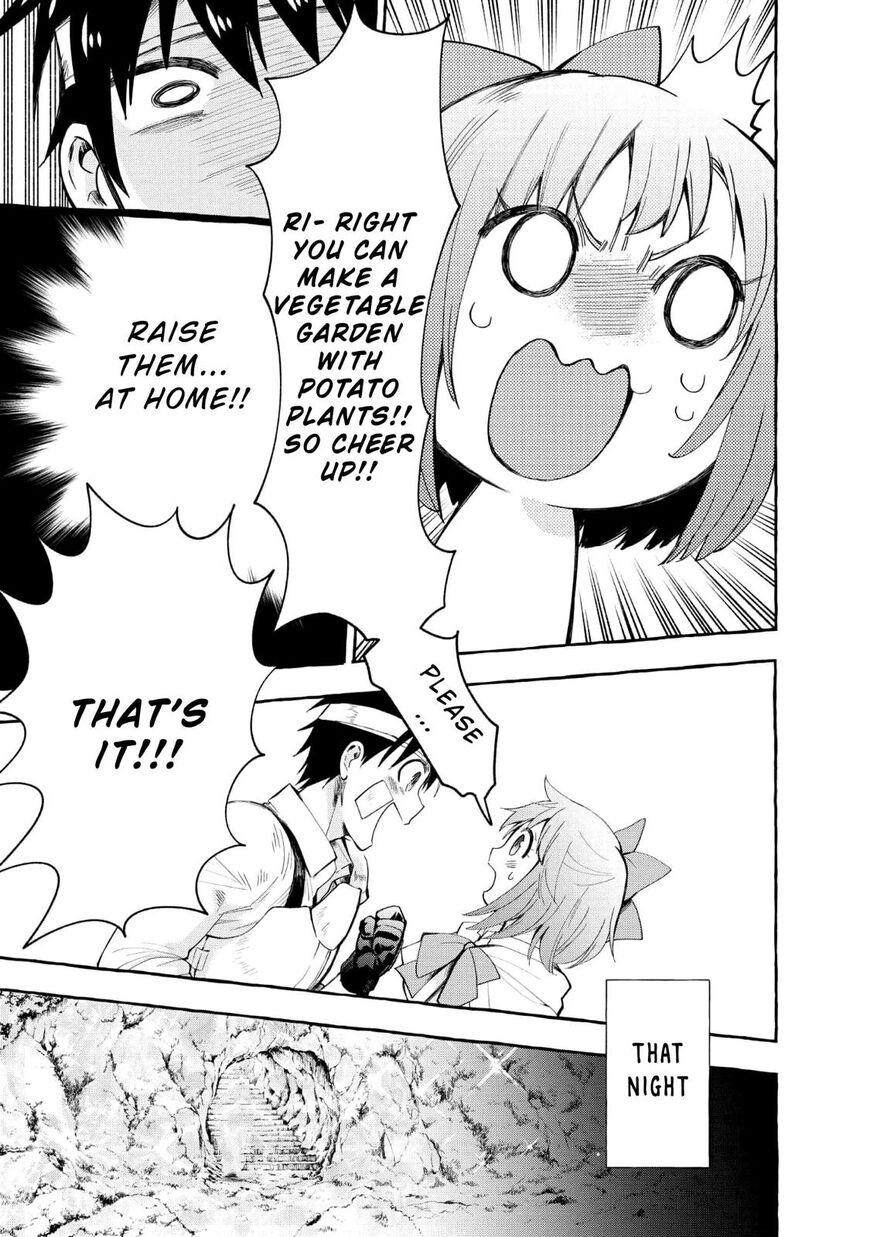 RI- RIGHT
YOU CAN
MAKE A
VEGETABLE
GARDEN
WITH
POTATO
PLANTS!!
SO CHEER
UP!!
RAISE
THEM...
AT HOME!!
PLEASE
...
THAT'S
IT!!!
THAT
NIGHT